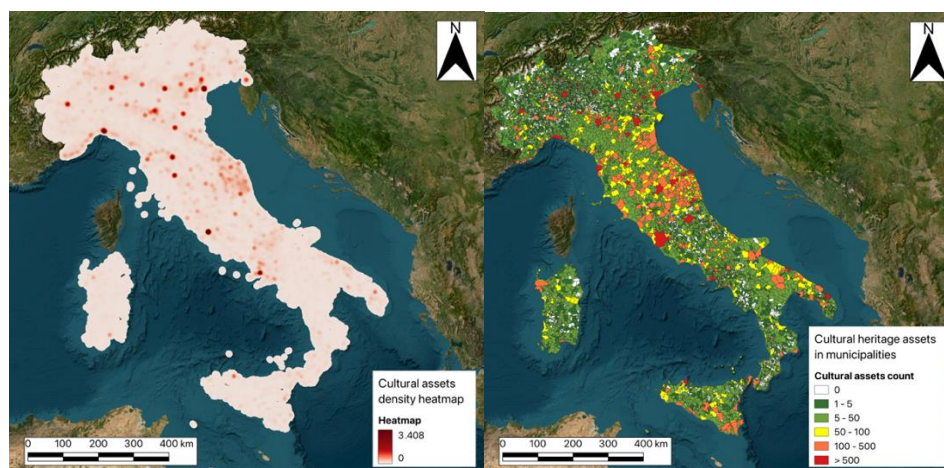 N
Cultural assets
density heatmap
Heatmap
3.408
0
0 100 200 300 400 km
N
Cultural heritage assets
in municipalities
Cultural assets count
0
1 - 5
5 - 50
50 - 100
100 - 500
> 500
0 100 200 300 400 km